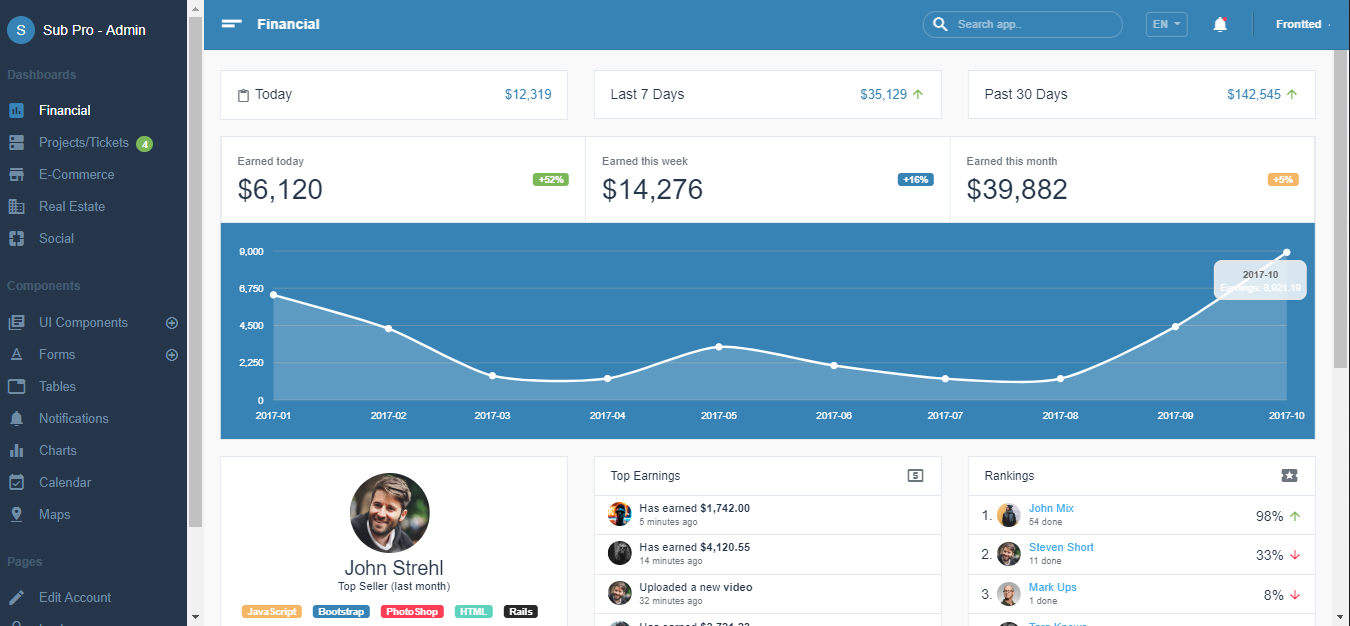 S Sub Pro - Admin
Dashboards
Financial
Projects/Tickets 4
E-Commerce
Real Estate
Social
Components
UI Components
Forms
Tables
Notifications
Charts
Calendar
Maps
Pages
Edit Account
Financial
Search app..
EN
Frontted
Today $12,319
Last 7 Days $35,129
Past 30 Days $142,545
Earned today
$6,120 +52%
Earned this week
$14,276 +16%
Earned this month
$39,882 +5%
9,000
6,750
4,500
2,250
0
2017-01 2017-02 2017-03 2017-04 2017-05 2017-06 2017-07 2017-08 2017-09 2017-10
2017-10
Earnings: 8,921.19
John Strehl
Top Seller (last month)
JavaScript Bootstrap PhotoShop HTML Rails
Top Earnings
Has earned $1,742.00
5 minutes ago
Has earned $4,120.55
14 minutes ago
Uploaded a new video
32 minutes ago
Rankings
1. John Mix 98%
54 done
2. Steven Short 33%
11 done
3. Mark Ups 8%
1 done